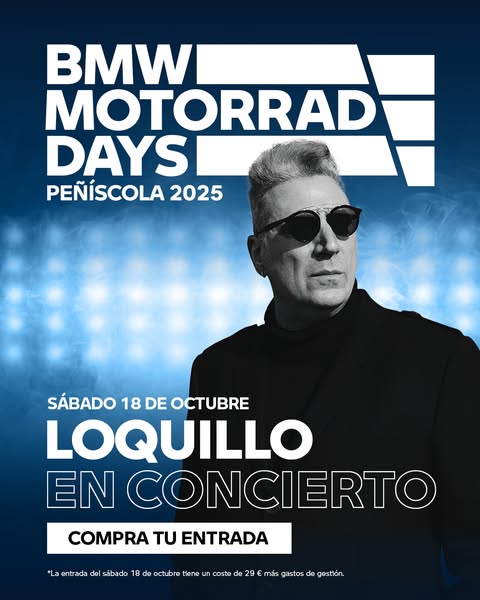 BMW
MOTORRAD
DAYS
PEÑÍSCOLA 2025
SÁBADO 18 DE OCTUBRE
LOQUILLO
EN CONCIERTO
COMPRA TU ENTRADA
*La entrada del sábado 18 de octubre tiene un coste de 29 € más gastos de gestión.